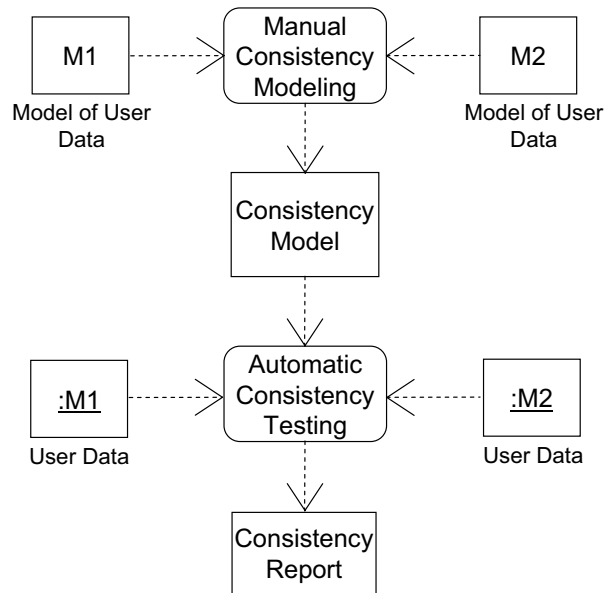 M1
Manual
Consistency
Modeling
M2
Model of User
Data
Model of User
Data
Consistency
Model
:M1
Automatic
Consistency
Testing
:M2
User Data
User Data
Consistency
Report